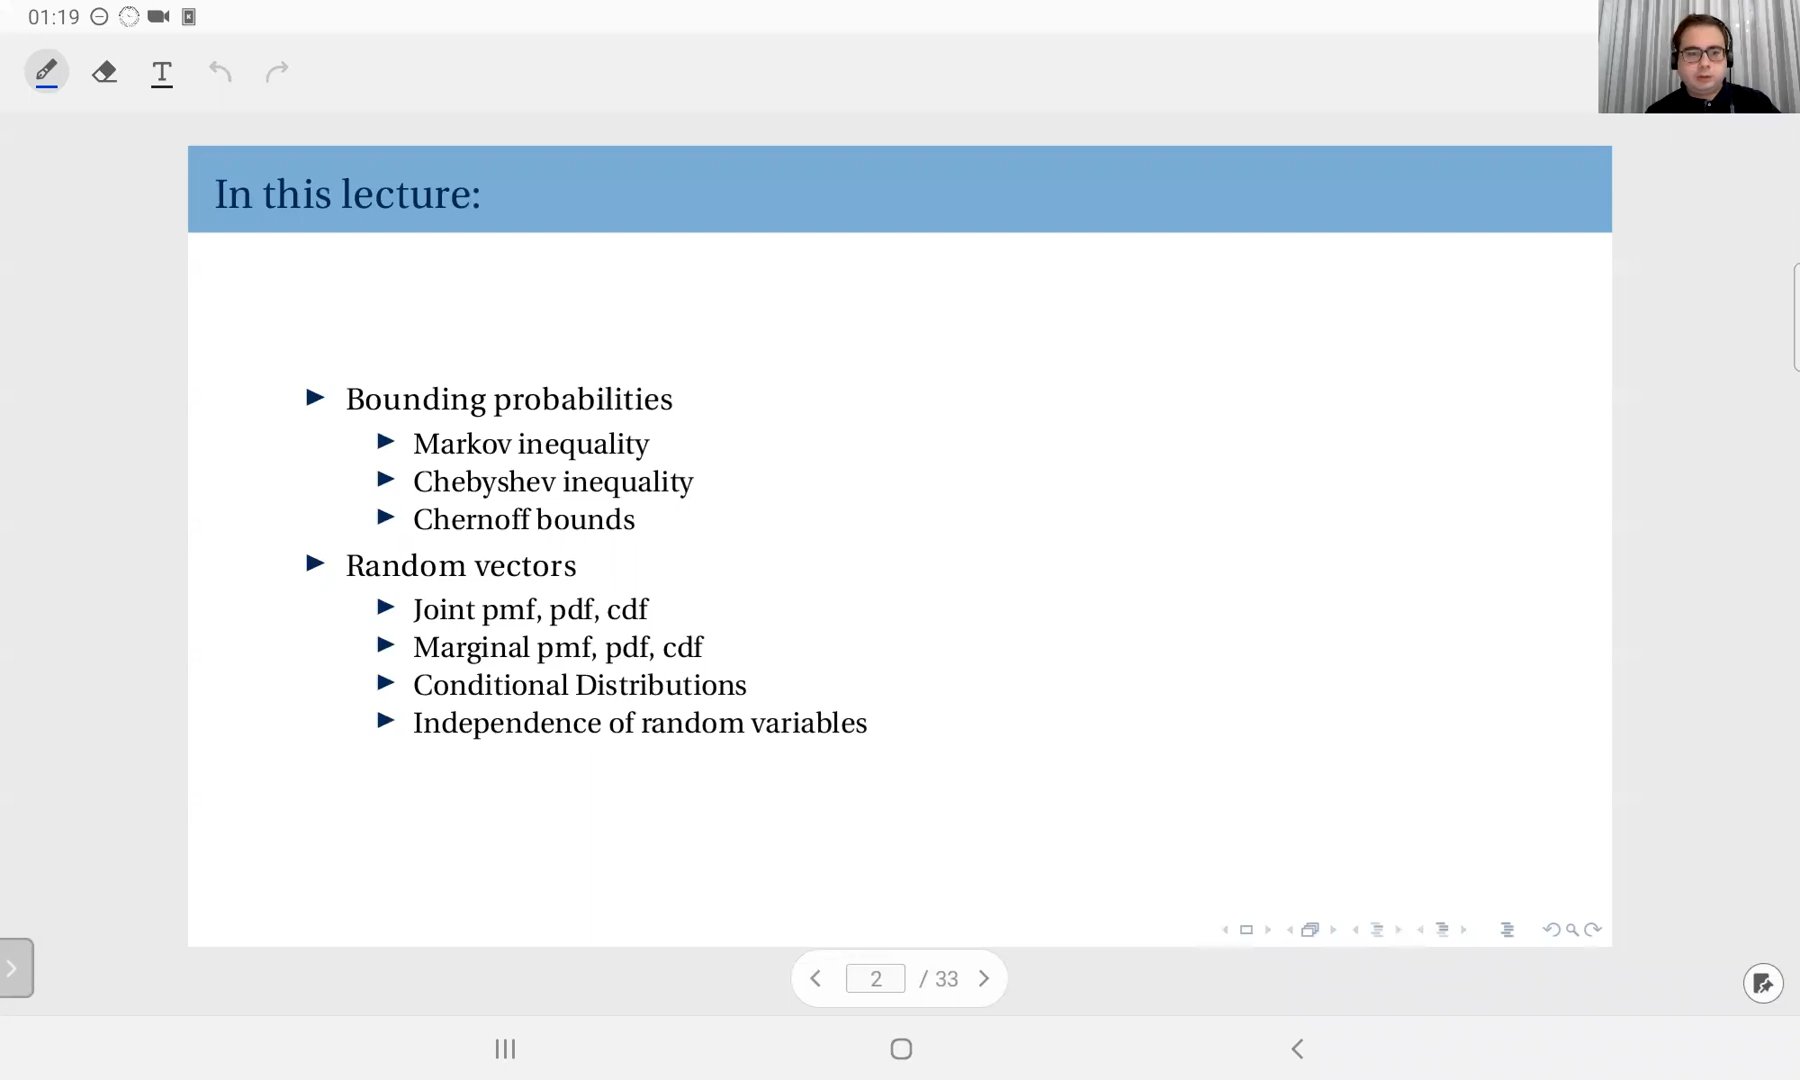 01:19
T
In this lecture:
Bounding probabilities
Markov inequality
Chebyshev inequality
Chernoff bounds
Random vectors
Joint pmf, pdf, cdf
Marginal pmf, pdf, cdf
Conditional Distributions
Independence of random variables
2 / 33